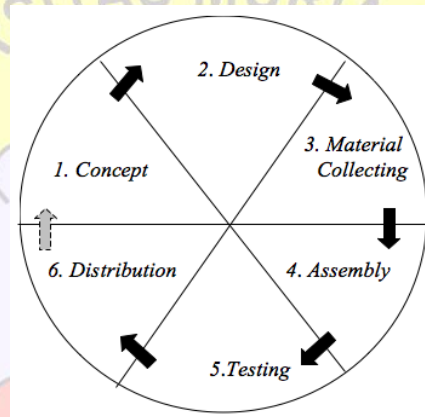 1. Concept
2. Design
3. Material
Collecting
4. Assembly
5.Testing
6. Distribution